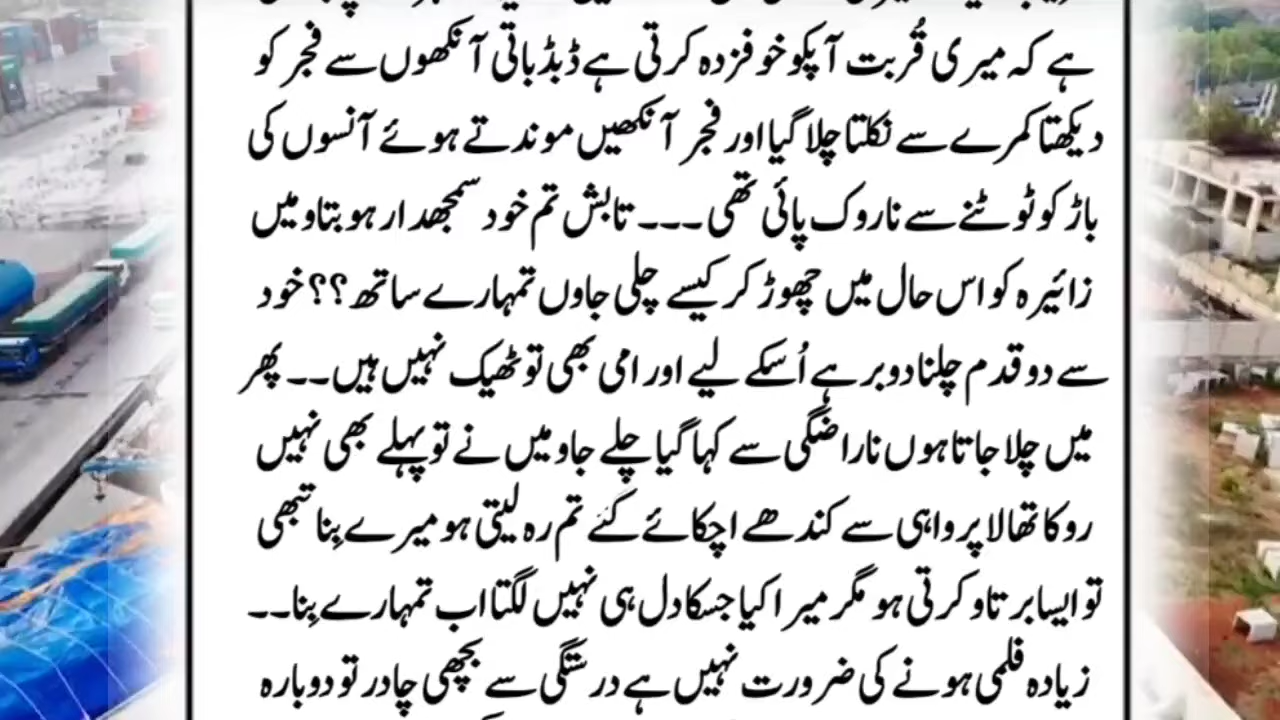 ہے کہ میری قُربت آپکو خوفزدہ کرتی ہے ڈبڈباتی آنکھوں سے فجر کو
دیکھتا کمرے سے نکلتا چلا گیا اور فجر آنکھیں موندتے ہوئے آنسوں کی
باڑ کو ٹوٹنے سے نا روک پائی تھی ۔۔۔ تابش تم خود سمجھدار ہو بتاو میں
زائیرہ کو اس حال میں چھوڑ کر کیسے چلی جاوں تمہارے ساتھ ؟؟ خود
سے دو قدم چلنا دوبر ہے اُسکے لیے اور امی بھی تو ٹھیک نہیں ہیں ۔۔ پھر
میں چلا جاتا ہوں ناراضگی سے کہا گیا چلے جاو میں نے تو پہلے بھی نہیں
روکا تھا لا پرواہی سے کندھے اچکائے گئے تم رہ لیتی ہو میرے بِنا تبھی
تو ایسا برتاو کرتی ہو مگر میرا کیا جسکا دل ہی نہیں لگتا اب تمہارے بِنا ۔۔
زیادہ فلمی ہونے کی ضرورت نہیں ہے درستگی سے بچھی چادر تو دوبارہ